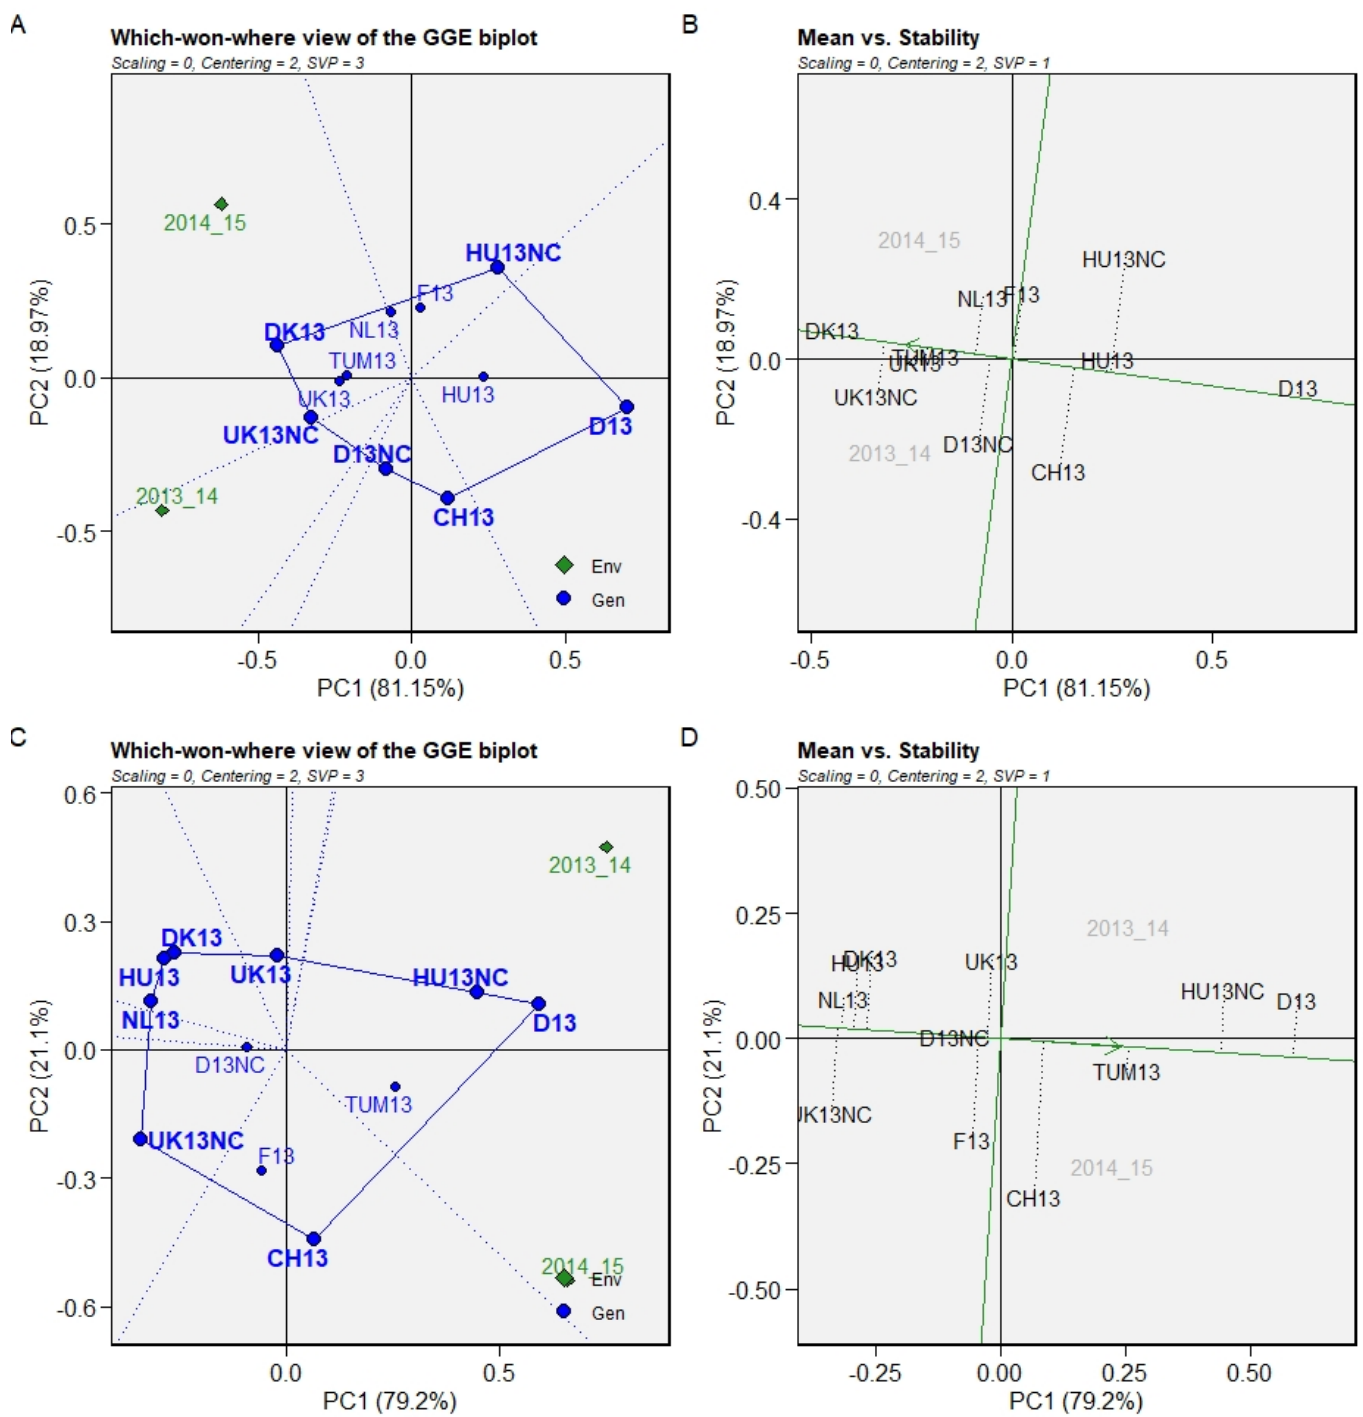 A
Which-won-where view of the GGE biplot
Scaling = 0, Centering = 2, SVP = 3
2014_15
HU13NC
F13
NL13
DK13
TUM13
UK13
HU13
UK13NC
D13
D13NC
2013_14
CH13
Env
Gen
0.5
0.0
-0.5
PC2 (18.97%)
-0.5
0.0
0.5
PC1 (81.15%)
B
Mean vs. Stability
Scaling = 0, Centering = 2, SVP = 1
2014_15
HU13NC
NL13
F13
DK13
TUM13
UK13
HU13
D13
UK13NC
D13NC
2013_14
CH13
0.4
0.0
-0.4
PC2 (18.97%)
-0.5
0.0
0.5
PC1 (81.15%)
C
Which-won-where view of the GGE biplot
Scaling = 0, Centering = 2, SVP = 3
2013_14
DK13
HU13
UK13
HU13NC
NL13
D13
D13NC
TUM13
UK13NC
F13
CH13
2014_15
Env
Gen
0.6
0.3
0.0
-0.3
-0.6
PC2 (21.1%)
0.0
0.5
PC1 (79.2%)
D
Mean vs. Stability
Scaling = 0, Centering = 2, SVP = 1
2013_14
HU13
DK13
UK13
NL13
HU13NC
D13
D13NC
TUM13
UK13NC
F13
2014_15
CH13
0.50
0.25
0.00
-0.25
-0.50
PC2 (21.1%)
-0.25
0.00
0.25
0.50
PC1 (79.2%)